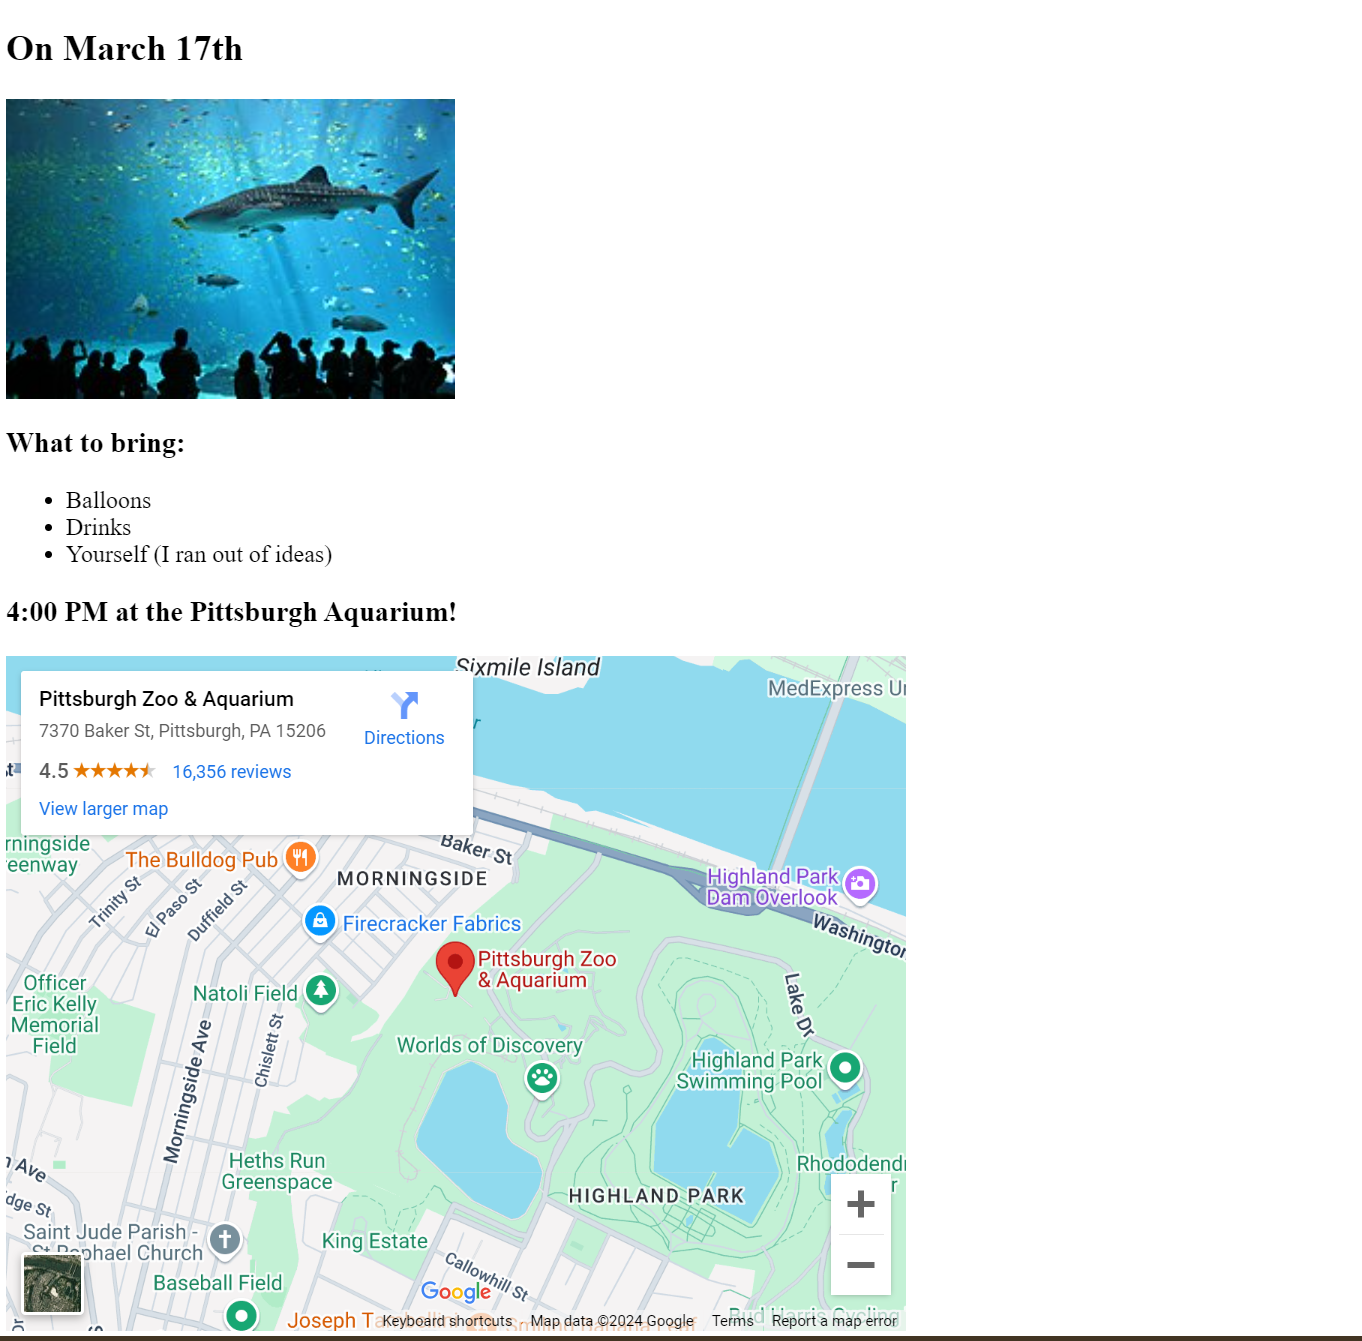 On March 17th
What to bring:
Balloons
Drinks
Yourself (I ran out of ideas)
4:00 PM at the Pittsburgh Aquarium!
Sixmile Island
Pittsburgh Zoo & Aquarium
7370 Baker St, Pittsburgh, PA 15206
Directions
4.5
16,356 reviews
View larger map
MedExpress Ur
rningside
eenway
The Bulldog Pub
Baker St
MORNINGSIDE
Trinity St
El Paso St
Duffield St
Firecracker Fabrics
Highland Park
Dam Overlook
Washington
Pittsburgh Zoo
& Aquarium
Officer
Eric Kelly
Memorial
Field
Natoli Field
Morningside Ave
Chislett St
Lake Dr
Worlds of Discovery
Highland Park
Swimming Pool
Heths Run
Greenspace
Rhododendr
HIGHLAND PARK
n Ave
dge St
Saint Jude Parish -
St Raphael Church
King Estate
Callowhill St
Baseball Field
Google
Joseph T
Keyboard shortcuts
Map data ©2024 Google
Terms
Report a map error